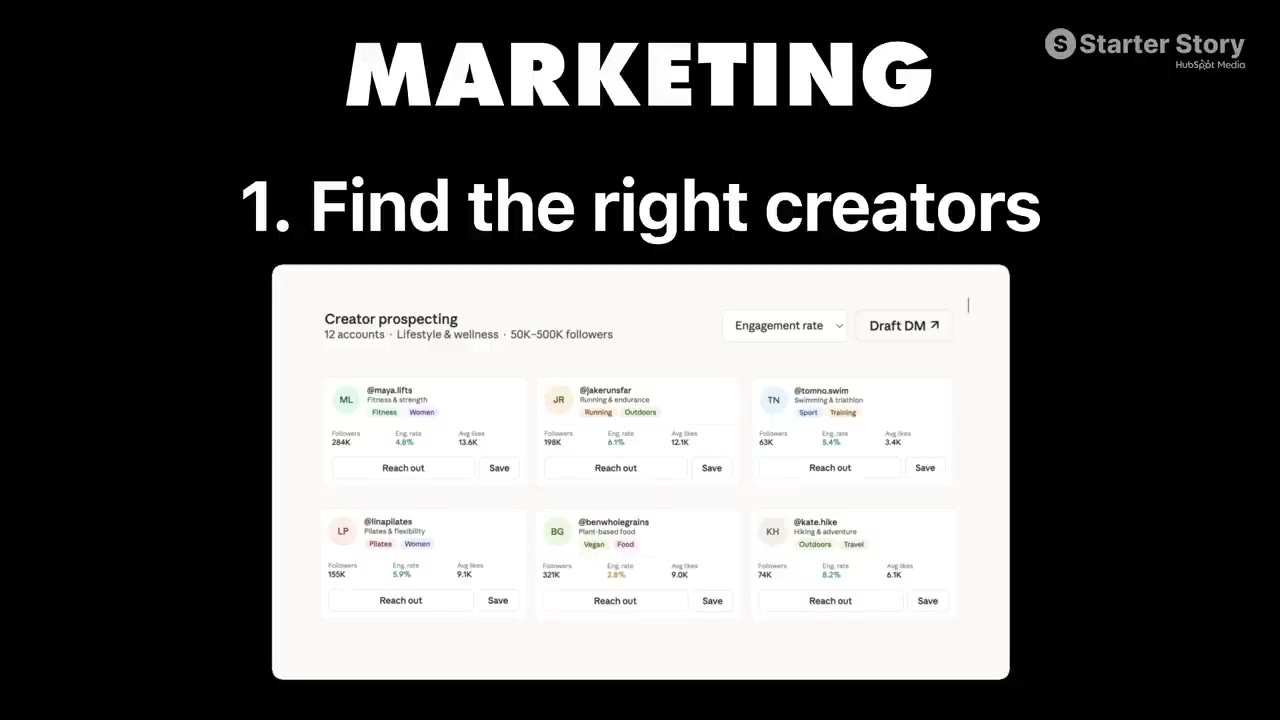 MARKETING
S Starter Story
HubSpot Media
1. Find the right creators
Creator prospecting
12 accounts · Lifestyle & wellness · 50K–500K followers
Engagement rate
Draft DM ↗
ML
@maya.lifts
Fitness & strength
Fitness Women
Followers Eng. rate Avg likes
284K 4.8% 13.6K
Reach out Save
JR
@jakerunsfar
Running & endurance
Running Outdoors
Followers Eng. rate Avg likes
198K 6.1% 12.1K
Reach out Save
TN
@tomno.swim
Swimming & triathlon
Sport Training
Followers Eng. rate Avg likes
63K 5.4% 3.4K
Reach out Save
LP
@linapilates
Pilates & flexibility
Pilates Women
Followers Eng. rate Avg likes
155K 5.9% 9.1K
Reach out Save
BG
@benwholegrains
Plant-based food
Vegan Food
Followers Eng. rate Avg likes
321K 2.8% 9.0K
Reach out Save
KH
@kate.hike
Hiking & adventure
Outdoors Travel
Followers Eng. rate Avg likes
74K 8.2% 6.1K
Reach out Save